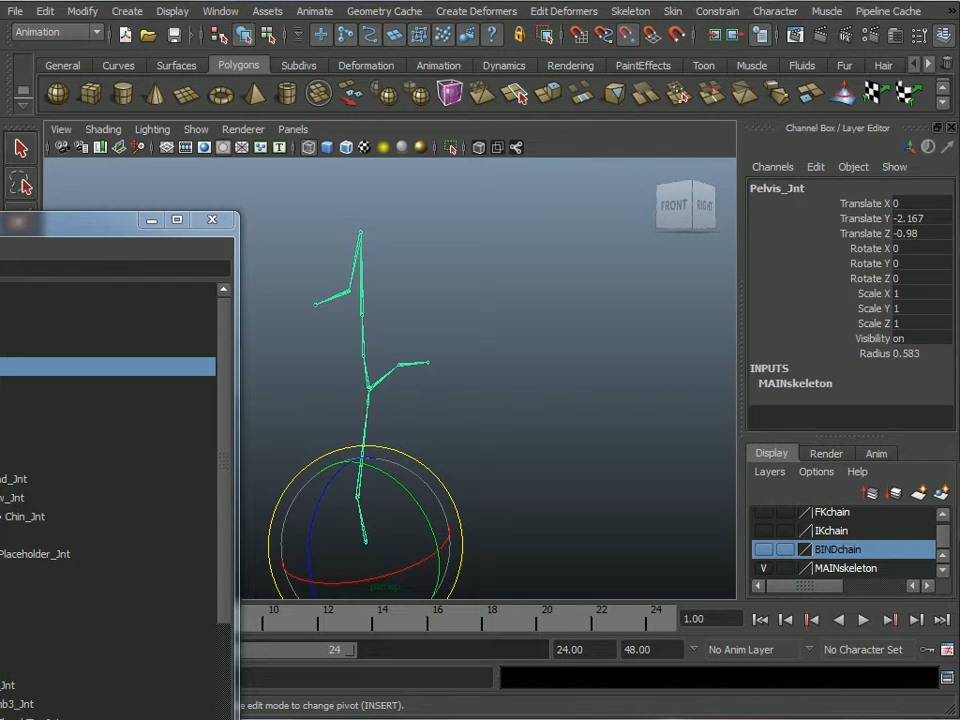 File Edit Modify Create Display Window Assets Animate Geometry Cache Create Deformers Edit Deformers Skeleton Skin Constrain Character Muscle Pipeline Cache »
Animation
General Curves Surfaces Polygons Subdivs Deformation Animation Dynamics Rendering PaintEffects Toon Muscle Fluids Fur Hair
View Shading Lighting Show Renderer Panels
Channel Box / Layer Editor
Channels Edit Object Show
Pelvis_Jnt
Translate X 0
Translate Y -2.167
Translate Z -0.98
Rotate X 0
Rotate Y 0
Rotate Z 0
Scale X 1
Scale Y 1
Scale Z 1
Visibility on
Radius 0.583
INPUTS
MAINskeleton
FRONT RIGHT
ad_Jnt
w_Jnt
Chin_Jnt
Placeholder_Jnt
_Jnt
mb3_Jnt
persp
Display Render Anim
Layers Options Help
FKchain
IKchain
BINDchain
V MAINskeleton
10 12 14 16 18 20 22 24
1.00
24
24.00 48.00 No Anim Layer No Character Set
e edit mode to change pivot (INSERT).